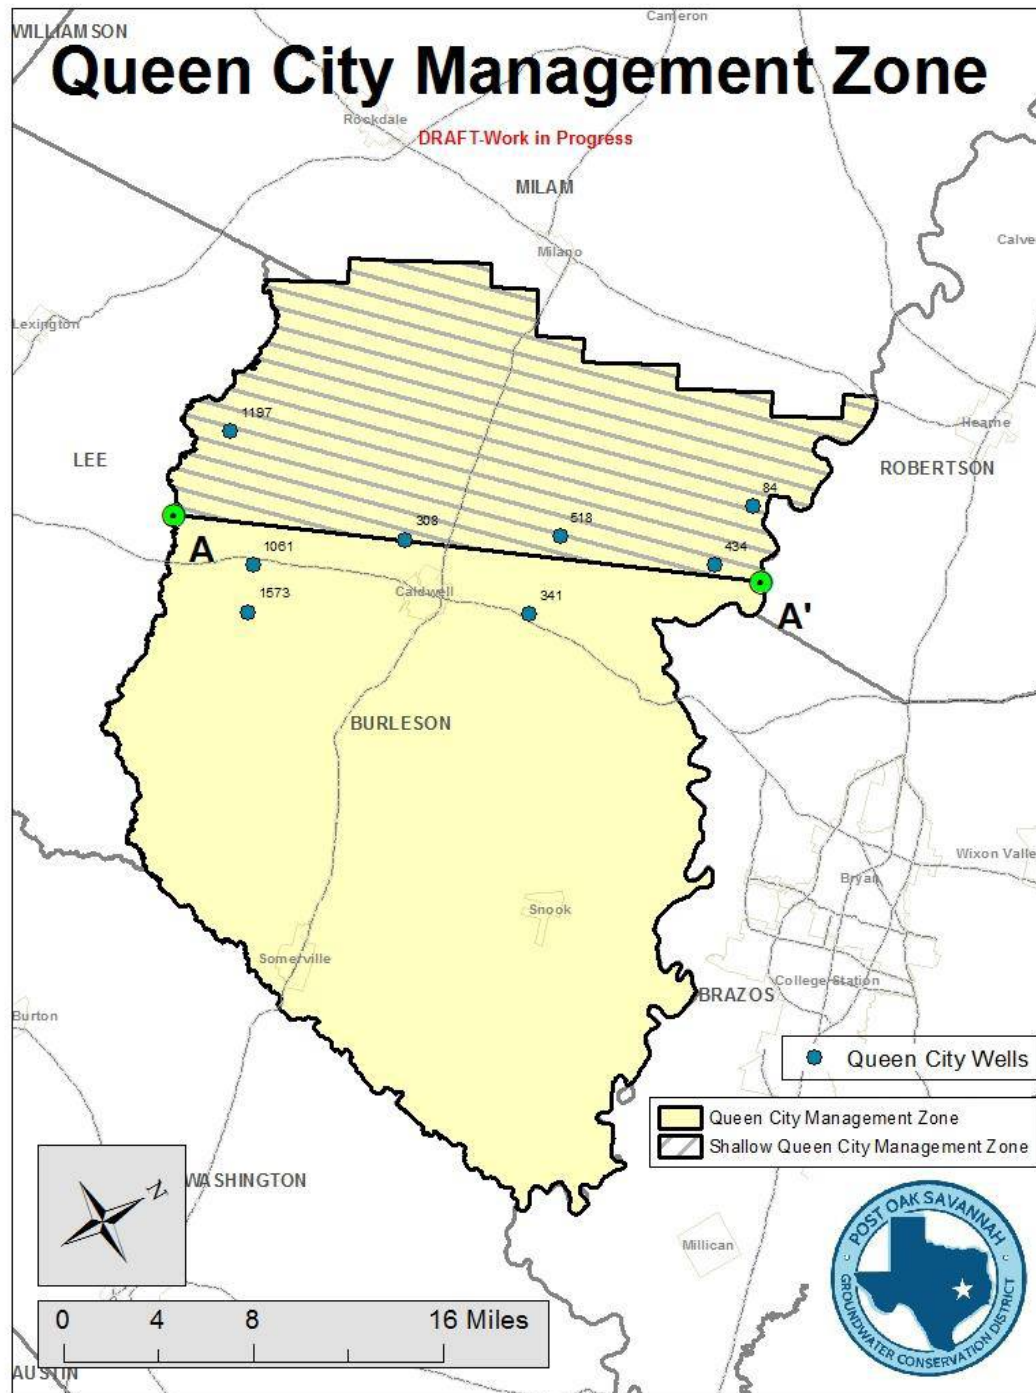 WILLIAMSON
Cameron
Queen City Management Zone
Rockdale
DRAFT-Work in Progress
MILAM
Milano
Calve
Lexington
1197
Hearne
LEE
ROBERTSON
84
308
518
A
1061
434
1573
Caldwell
341
A'
BURLESON
Wixon Valle
Bryan
Snook
Somerville
College Station
BRAZOS
Burton
Queen City Wells
Queen City Management Zone
Shallow Queen City Management Zone
WASHINGTON
N
POST OAK SAVANNAH
GROUNDWATER CONSERVATION DISTRICT
Millican
0 4 8 16 Miles
AUSTIN